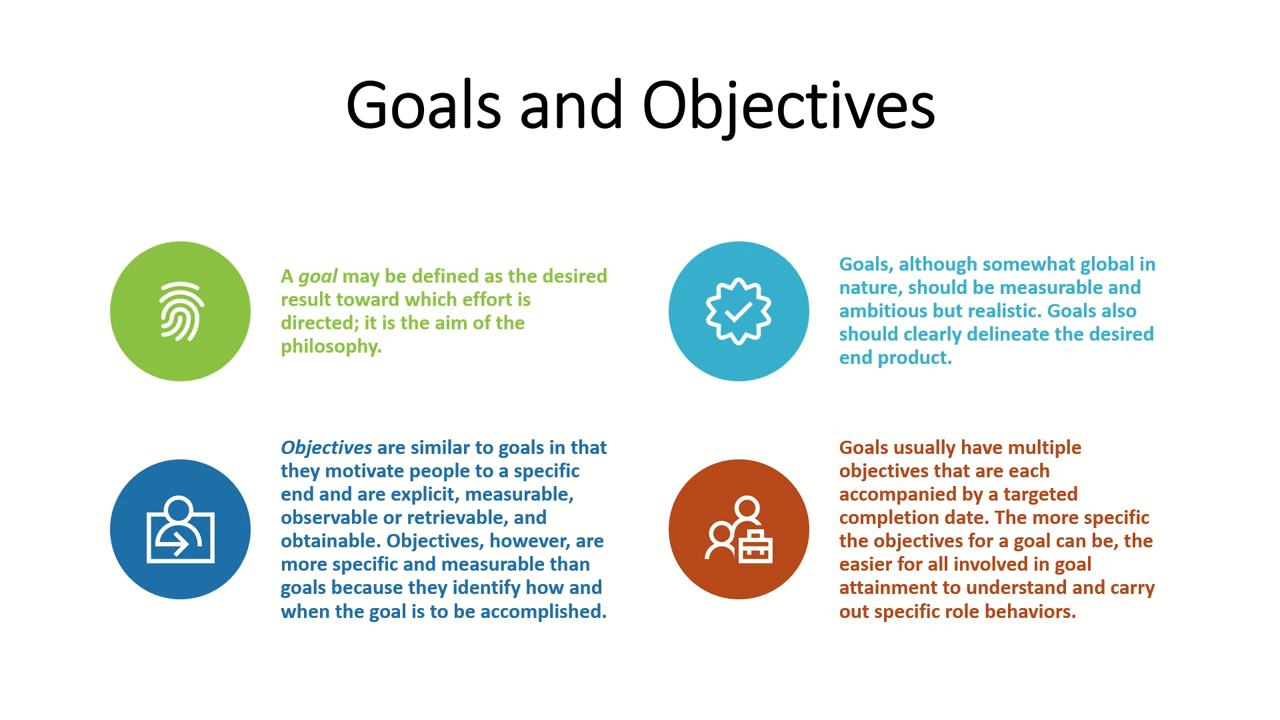 Goals and Objectives
A goal may be defined as the desired
result toward which effort is
directed; it is the aim of the
philosophy.
Goals, although somewhat global in
nature, should be measurable and
ambitious but realistic. Goals also
should clearly delineate the desired
end product.
Objectives are similar to goals in that
they motivate people to a specific
end and are explicit, measurable,
observable or retrievable, and
obtainable. Objectives, however, are
more specific and measurable than
goals because they identify how and
when the goal is to be accomplished.
Goals usually have multiple
objectives that are each
accompanied by a targeted
completion date. The more specific
the objectives for a goal can be, the
easier for all involved in goal
attainment to understand and carry
out specific role behaviors.